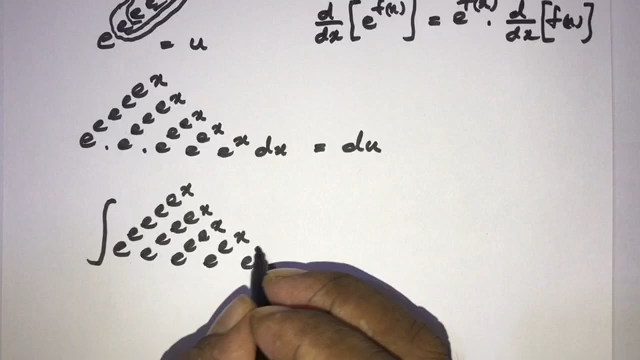 e^{e^{e^{e = u d/dx [e^{f(x)}] = e^{f(x)} · d/dx [f(x)]
e^{e^{e^{e^{e^{x}}}}} · e^{e^{e^{e^{x}}}} · e^{e^{e^{x}}} e^{e^{x}} e^{x} dx = du
∫ e^{e^{e^{e^{e^{x}}}}} e^{e^{e^{e^{x}}}} e^{e^{e^{x}}} e^{e^{x}} e